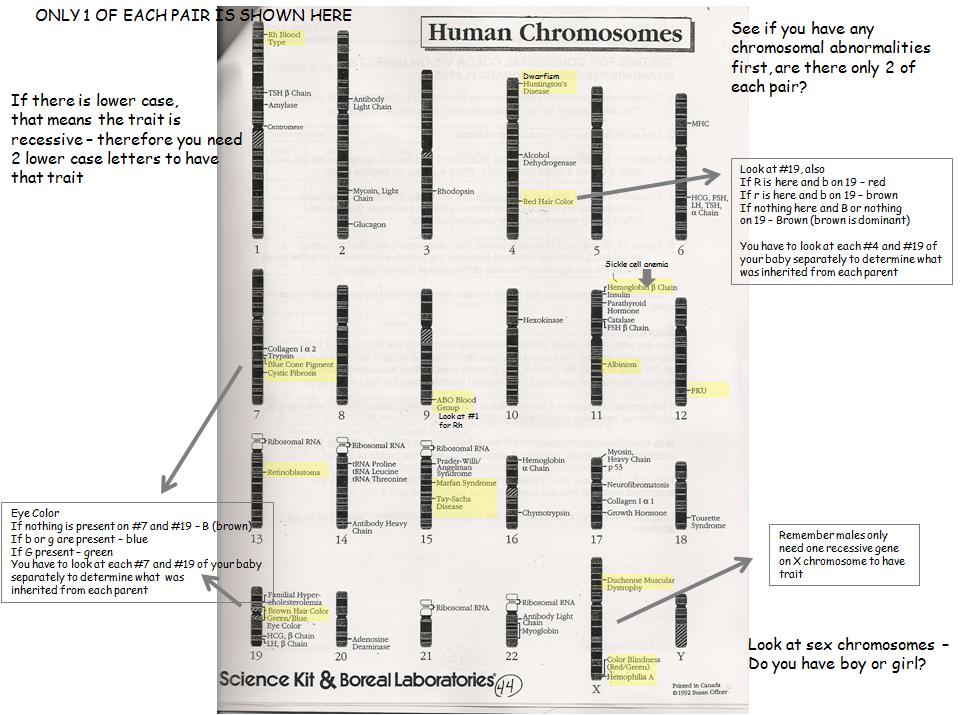 ONLY 1 OF EACH PAIR IS SHOWN HERE
Human Chromosomes
See if you have any
chromosomal abnormalities
first, are there only 2 of
each pair?
If there is lower case,
that means the trait is
recessive – therefore you need
2 lower case letters to have
that trait
Rh Blood
Type
TSH β Chain
Amylase
Centromere
1
Antibody
Light Chain
Myosin, Light
Chain
Glucagon
2
Rhodopsin
3
Dwarfism
Huntington's
Disease
Alcohol
Dehydrogenase
Red Hair Color
4
5
MHC
HCG, FSH,
LH, TSH,
α Chain
6
Look at #19, also
If R is here and b on 19 – red
If r is here and b on 19 – brown
If nothing here and B or nothing
on 19 – Brown (brown is dominant)
You have to look at each #4 and #19 of
your baby separately to determine what
was inherited from each parent
Collagen I α 2
Trypsin
Blue Cone Pigment
Cystic Fibrosis
7
8
ABO Blood
Group
Look at #1
for Rh
9
Hexokinase
10
Sickle cell anemia
Hemoglobin β Chain
Insulin
Parathyroid
Hormone
Catalase
FSH β Chain
Albinism
11
PKU
12
Ribosomal RNA
Retinoblastoma
13
Ribosomal RNA
tRNA Proline
tRNA Leucine
tRNA Threonine
Antibody Heavy
Chain
14
Ribosomal RNA
Prader-Willi/
Angelman
Syndrome
Marfan Syndrome
Tay-Sachs
Disease
15
Hemoglobin
α Chain
Chymotrypsin
16
Myosin,
Heavy Chain
p 53
Neurofibromatosis
Collagen I α 1
Growth Hormone
17
Tourette
Syndrome
18
Eye Color
If nothing is present on #7 and #19 – B (brown)
If b or g are present – blue
If G present – green
You have to look at each #7 and #19 of your baby
separately to determine what was
inherited from each parent
Remember males only
need one recessive gene
on X chromosome to have
trait
Familial Hyper-
cholesterolemia
Brown Hair Color
Green/Blue
Eye Color
HCG, β Chain
LH, β Chain
19
Adenosine
Deaminase
20
Ribosomal RNA
21
Ribosomal RNA
Antibody Light
Chain
Myoglobin
22
Duchenne Muscular
Dystrophy
Color Blindness
(Red/Green)
Hemophilia A
X
Y
Look at sex chromosomes –
Do you have boy or girl?
Science Kit & Boreal Laboratories®
44
Printed in Canada
©1992 Susan Offner